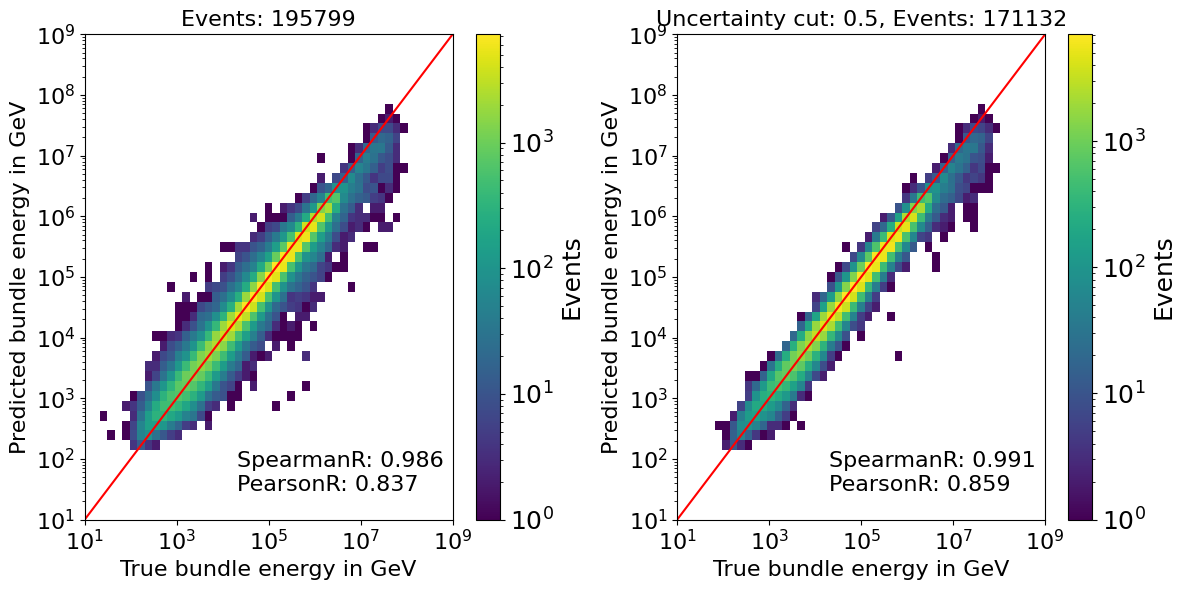 Events: 195799
Predicted bundle energy in GeV
10^9
10^8
10^7
10^6
10^5
10^4
10^3
10^2
10^1
SpearmanR: 0.986
PearsonR: 0.837
10^1 10^3 10^5 10^7 10^9
True bundle energy in GeV
10^3
10^2
10^1
10^0
Events
Uncertainty cut: 0.5, Events: 171132
Predicted bundle energy in GeV
10^9
10^8
10^7
10^6
10^5
10^4
10^3
10^2
10^1
SpearmanR: 0.991
PearsonR: 0.859
10^1 10^3 10^5 10^7 10^9
True bundle energy in GeV
10^3
10^2
10^1
10^0
Events